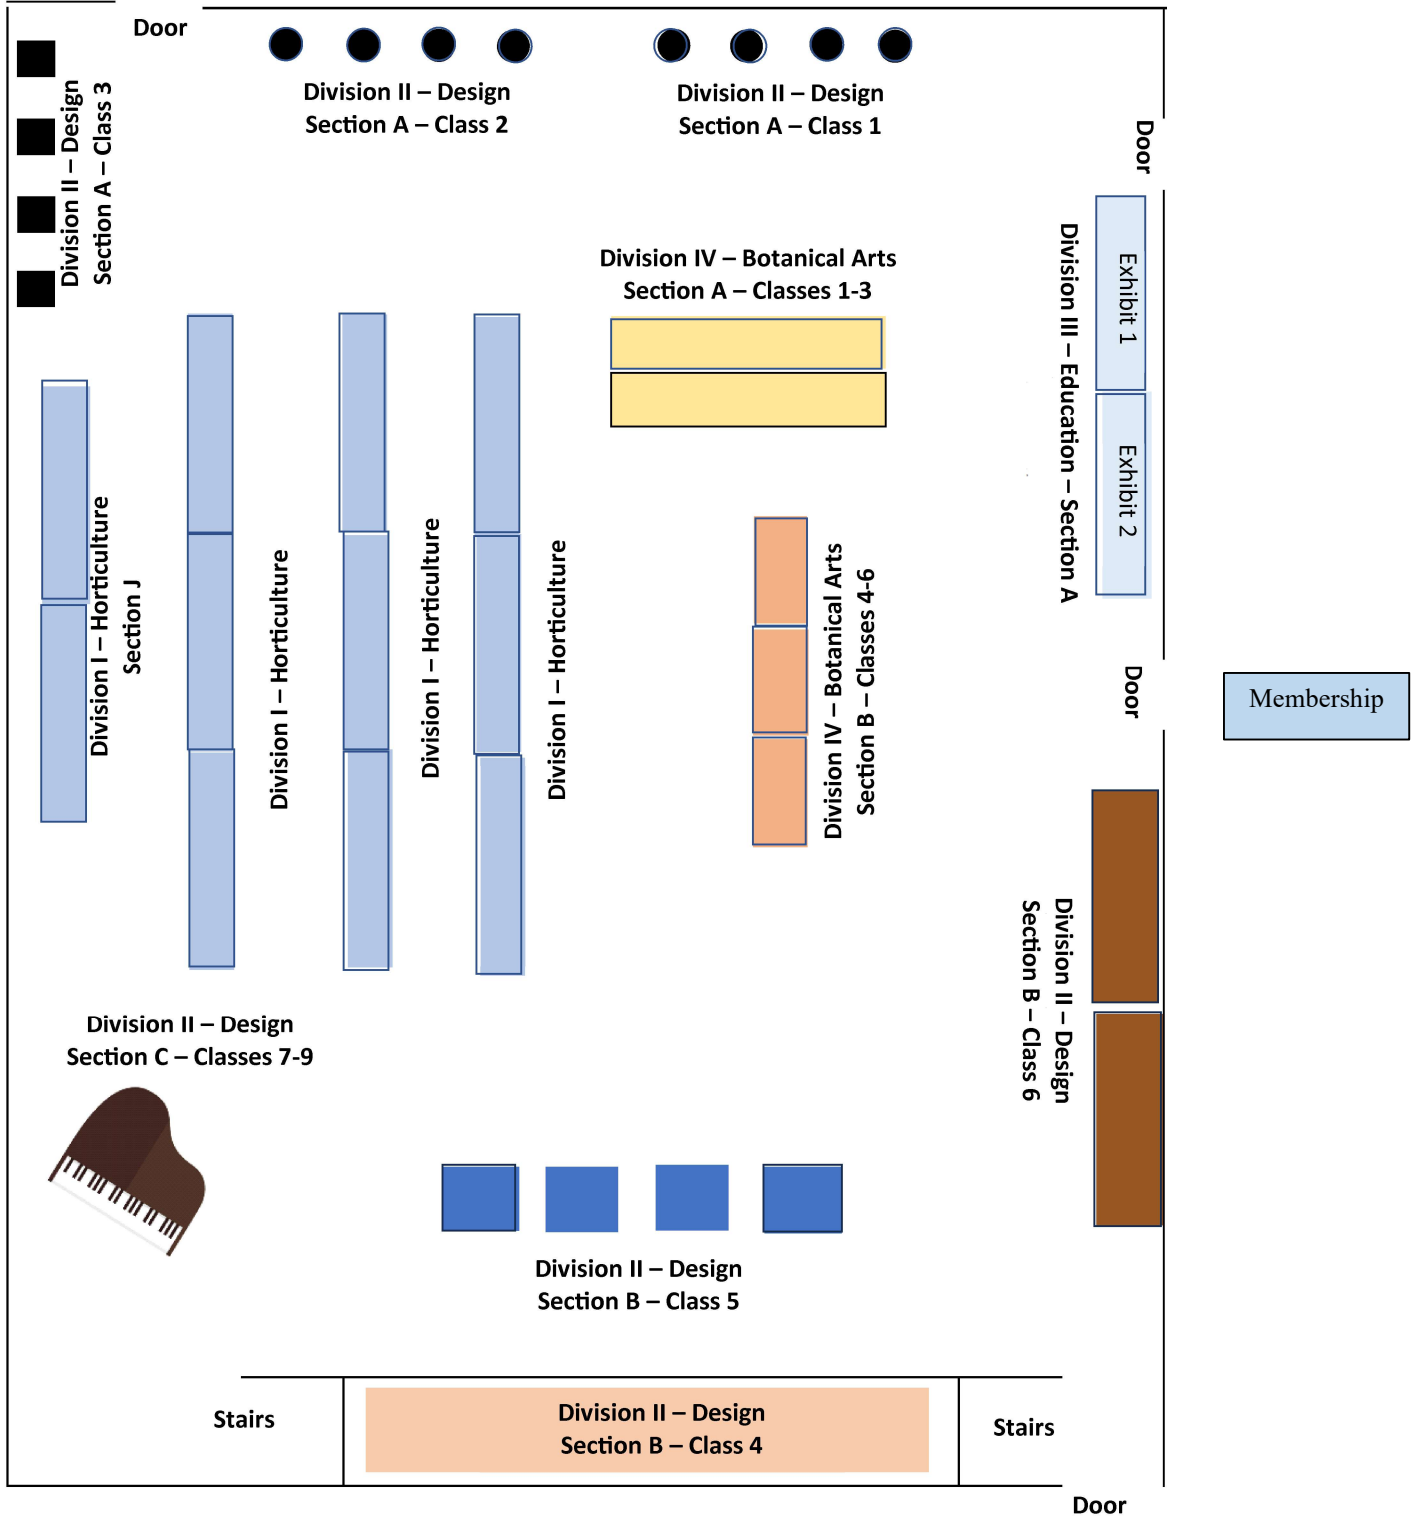 Door
Division II – Design
Section A – Class 3
Division II – Design
Section A – Class 2
Division II – Design
Section A – Class 1
Door
Division IV – Botanical Arts
Section A – Classes 1-3
Exhibit 1
Exhibit 2
Division III – Education – Section A
Division I – Horticulture
Section J
Division I – Horticulture
Division I – Horticulture
Division I – Horticulture
Division IV – Botanical Arts
Section B – Classes 4-6
Door
Membership
Division II – Design
Section B – Class 6
Division II – Design
Section C – Classes 7-9
Division II – Design
Section B – Class 5
Stairs
Division II – Design
Section B – Class 4
Stairs
Door